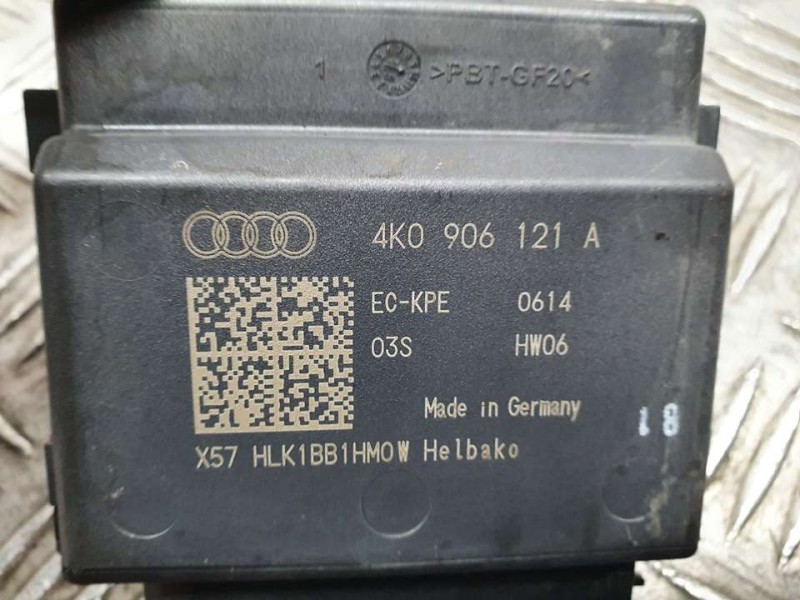 1 >PBT-GF20<
4K0 906 121 A
EC-KPE 0614
03S HW06
Made in Germany
18
X57 HLK1BB1HM0W Helbako